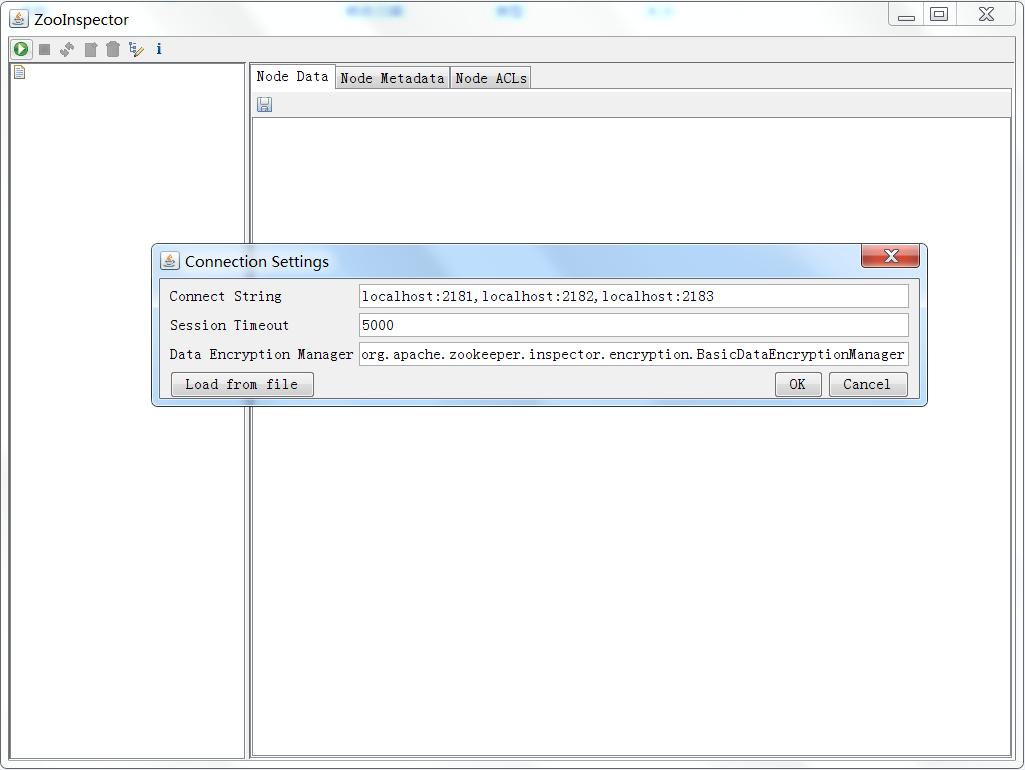 ZooInspector
Node Data Node Metadata Node ACLs
Connection Settings
Connect String localhost:2181,localhost:2182,localhost:2183
Session Timeout 5000
Data Encryption Manager org.apache.zookeeper.inspector.encryption.BasicDataEncryptionManager
Load from file OK Cancel